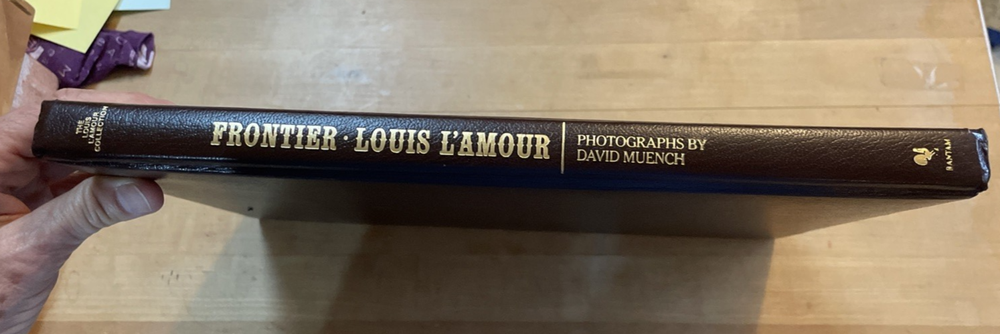 THE
LOUIS
L'AMOUR
COLLECTION
FRONTIER · LOUIS L'AMOUR
PHOTOGRAPHS BY
DAVID MUENCH
BANTAM